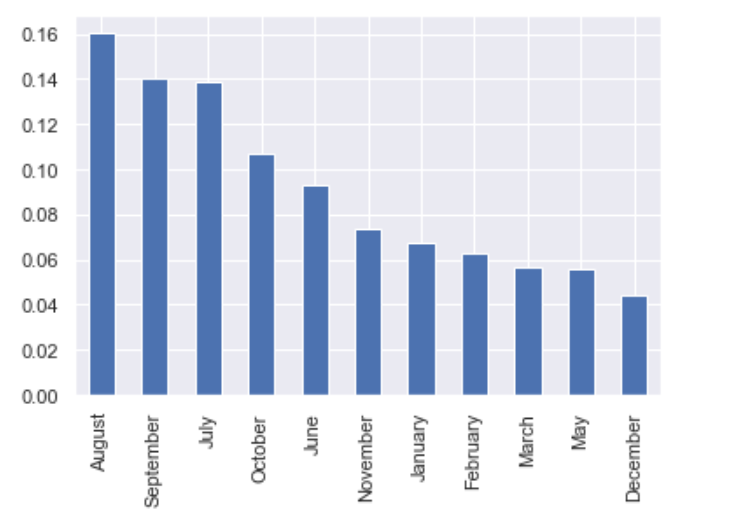 0.16
0.14
0.12
0.10
0.08
0.06
0.04
0.02
0.00
August
September
July
October
June
November
January
February
March
May
December